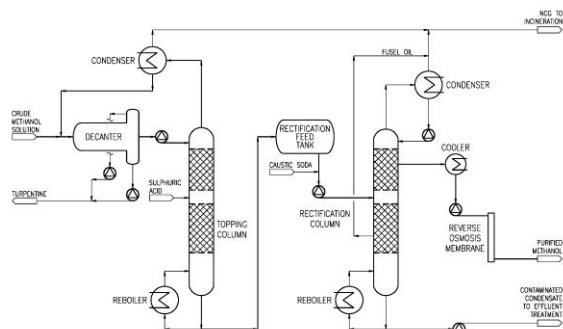 NCG TO
INCINERATION
FUSEL OIL
CONDENSER
CONDENSER
CRUDE
METHANOL
SOLUTION
DECANTER
RECTIFICATION
FEED
TANK
COOLER
CAUSTIC SODA
SULPHURIC
ACID
TURPENTINE
TOPPING
COLUMN
RECTIFICATION
COLUMN
REVERSE
OSMOSIS
MEMBRANE
PURIFIED
METHANOL
REBOILER
REBOILER
CONTAMINATED
CONDENSATE
TO EFFLUENT
TREATMENT